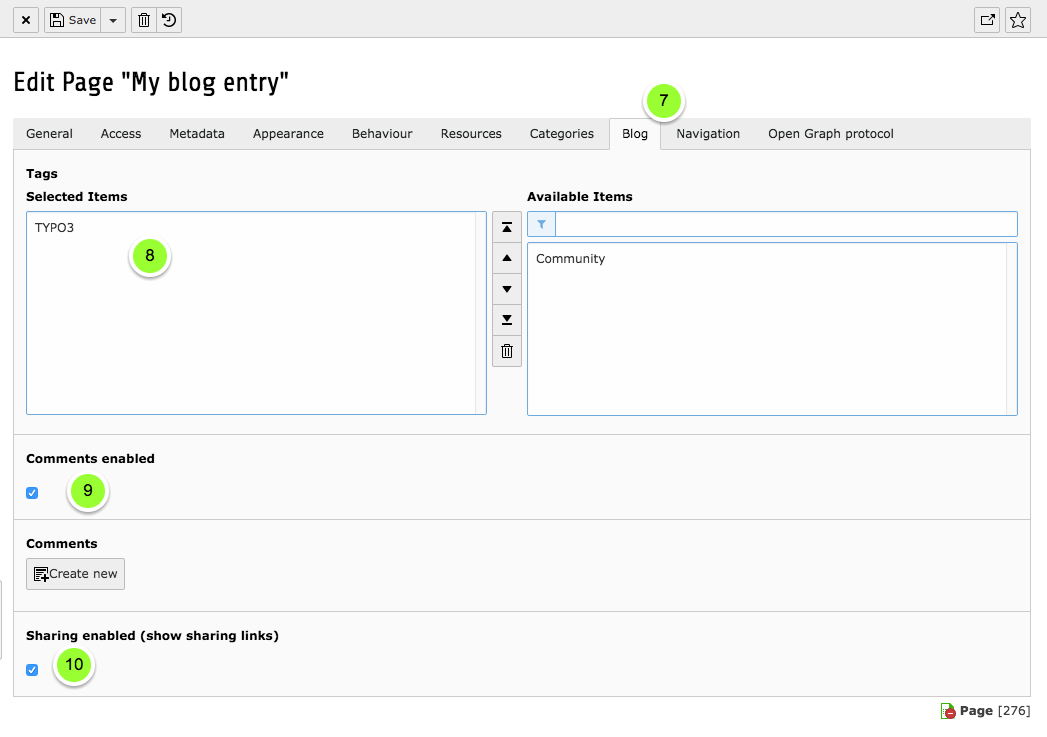 Save
Edit Page "My blog entry"
7
General Access Metadata Appearance Behaviour Resources Categories Blog Navigation Open Graph protocol
Tags
Selected Items Available Items
TYPO3
8
Community
Comments enabled
9
Comments
Create new
Sharing enabled (show sharing links)
10
Page [276]